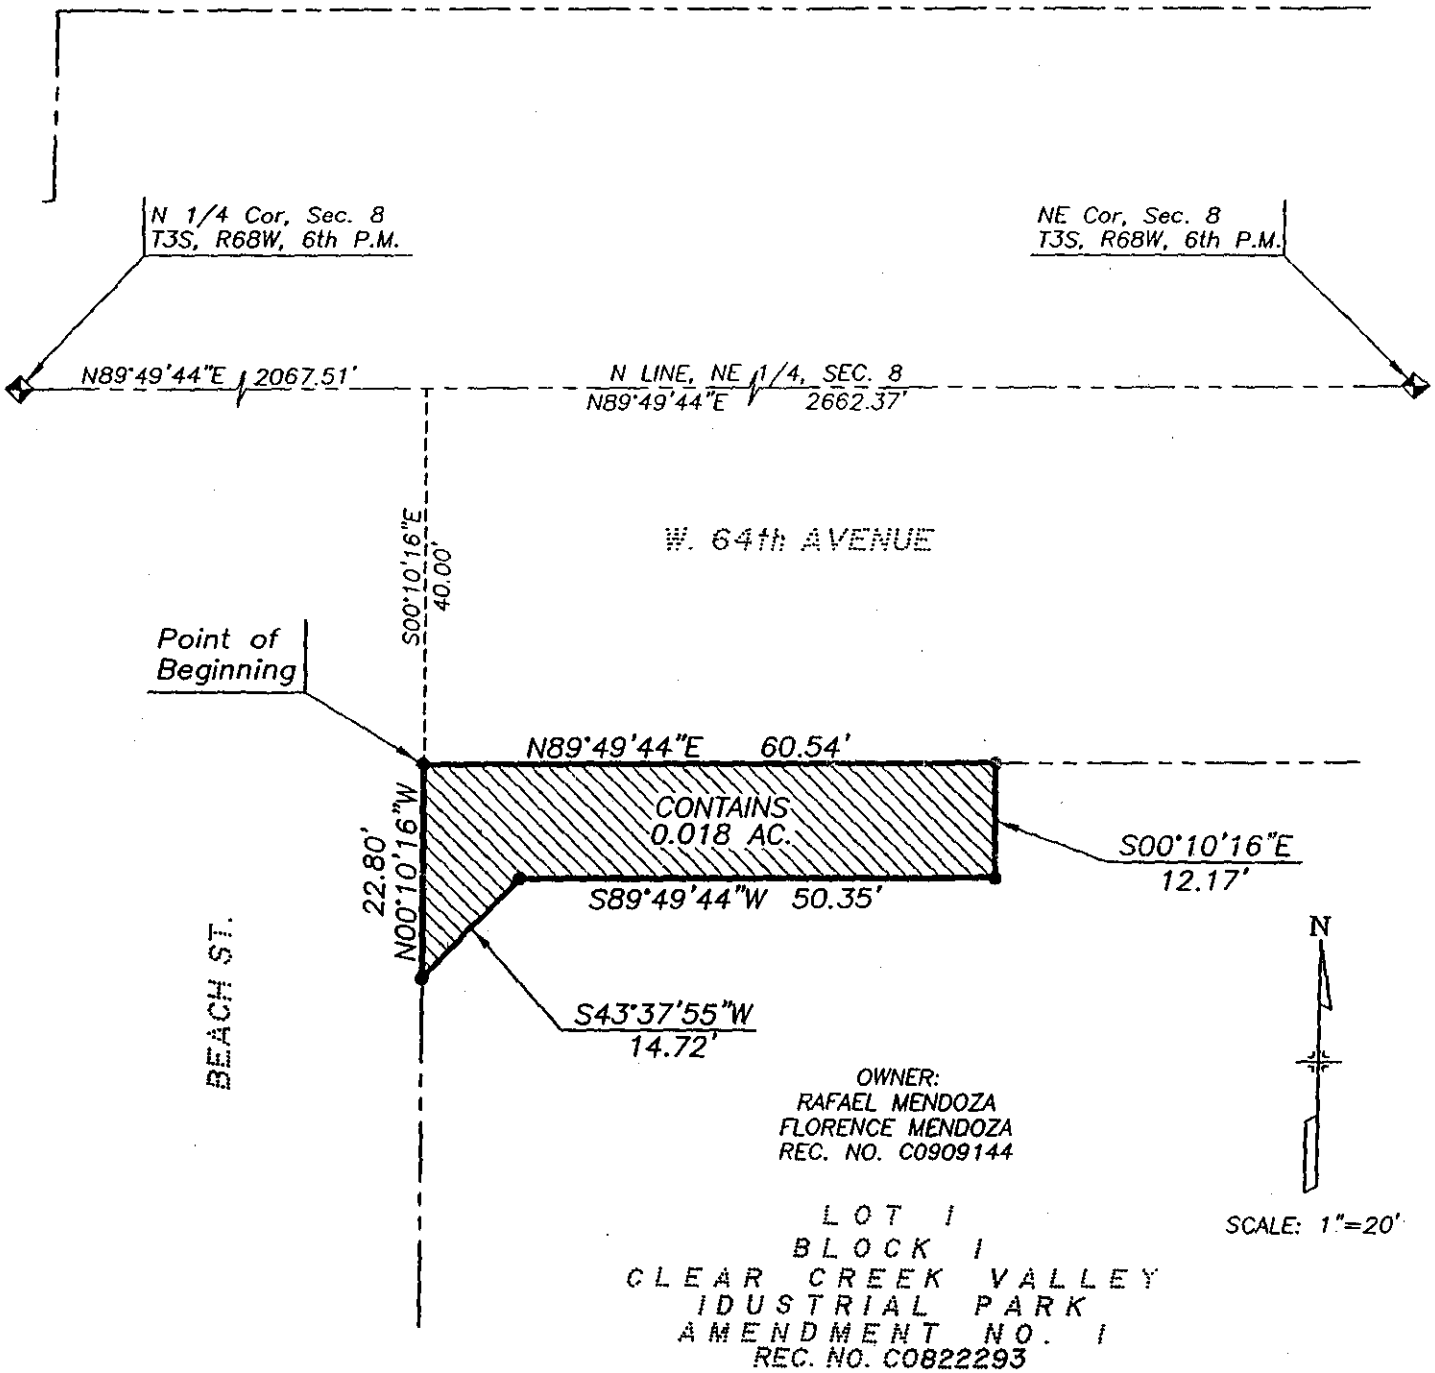 N 1/4 Cor, Sec. 8
T3S, R68W, 6th P.M.
NE Cor, Sec. 8
T3S, R68W, 6th P.M.
N89°49'44"E 2067.51'
N LINE, NE 1/4, SEC. 8
N89°49'44"E 2662.37'
S00°10'16"E
40.00'
W. 64th AVENUE
Point of
Beginning
N89°49'44"E 60.54'
CONTAINS
0.018 AC.
22.80'
N00°10'16"W
S00°10'16"E
12.17'
S89°49'44"W 50.35'
BEACH ST.
S43°37'55"W
14.72'
N
OWNER:
RAFAEL MENDOZA
FLORENCE MENDOZA
REC. NO. C0909144
SCALE: 1"=20'
LOT 1
BLOCK 1
CLEAR CREEK VALLEY
IDUSTRIAL PARK
AMENDMENT NO. 1
REC. NO. C0822293